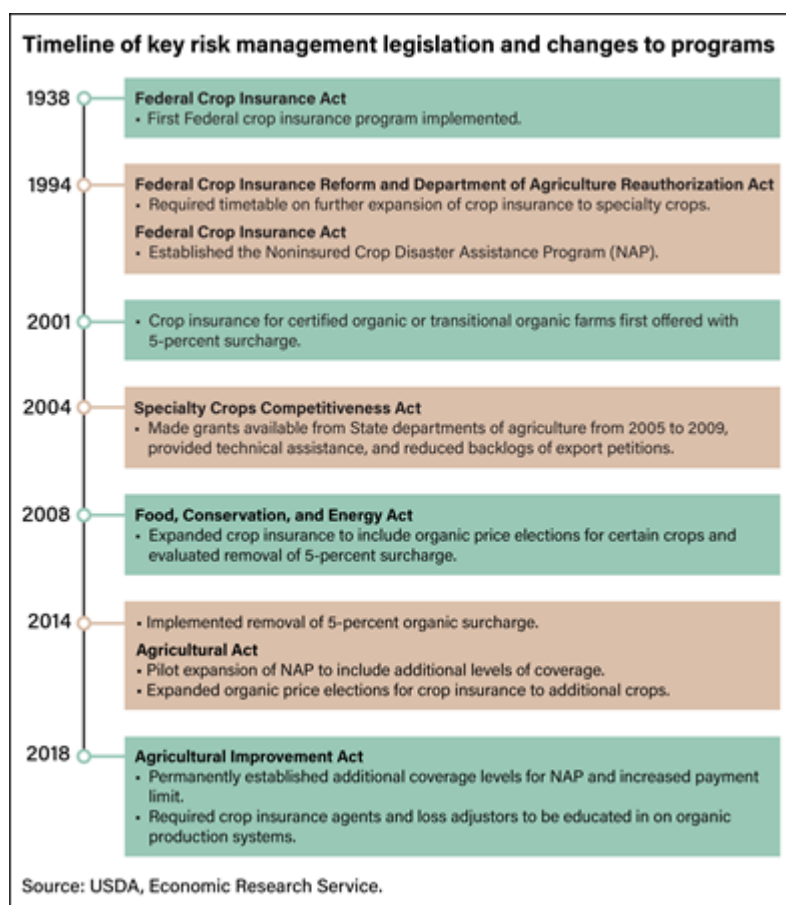 Timeline of key risk management legislation and changes to programs
1938
Federal Crop Insurance Act
• First Federal crop insurance program implemented.
1994
Federal Crop Insurance Reform and Department of Agriculture Reauthorization Act
• Required timetable on further expansion of crop insurance to specialty crops.
Federal Crop Insurance Act
• Established the Noninsured Crop Disaster Assistance Program (NAP).
2001
• Crop insurance for certified organic or transitional organic farms first offered with
5-percent surcharge.
2004
Specialty Crops Competitiveness Act
• Made grants available from State departments of agriculture from 2005 to 2009,
provided technical assistance, and reduced backlogs of export petitions.
2008
Food, Conservation, and Energy Act
• Expanded crop insurance to include organic price elections for certain crops and
evaluated removal of 5-percent surcharge.
2014
• Implemented removal of 5-percent organic surcharge.
Agricultural Act
• Pilot expansion of NAP to include additional levels of coverage.
• Expanded organic price elections for crop insurance to additional crops.
2018
Agricultural Improvement Act
• Permanently established additional coverage levels for NAP and increased payment
limit.
• Required crop insurance agents and loss adjustors to be educated in on organic
production systems.
Source: USDA, Economic Research Service.